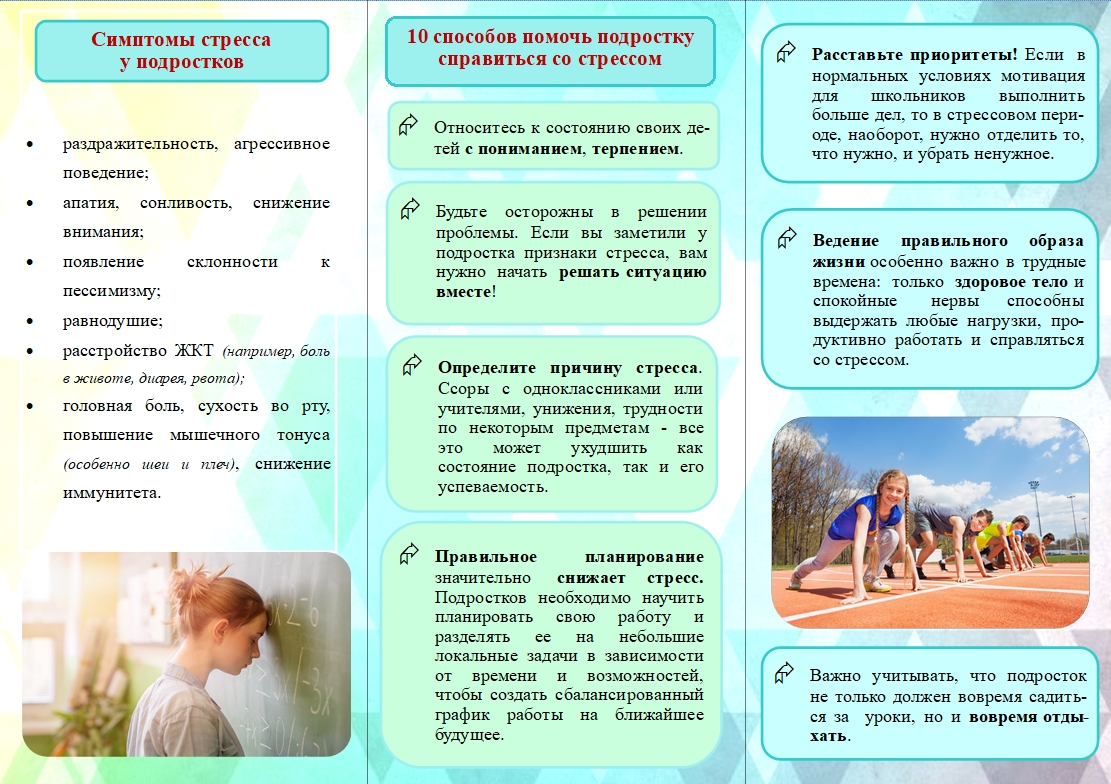 Симптомы стресса
у подростков
• раздражительность, агрессивное
поведение;
• апатия, сонливость, снижение
внимания;
• появление склонности к
пессимизму;
• равнодушие;
• расстройство ЖКТ (например, боль
в животе, диарея, рвота);
• головная боль, сухость во рту,
повышение мышечного тонуса
(особенно шеи и плеч), снижение
иммунитета.
10 способов помочь подростку
справиться со стрессом
Относитесь к состоянию своих де-
тей с пониманием, терпением.
Будьте осторожны в решении
проблемы. Если вы заметили у
подростка признаки стресса, вам
нужно начать решать ситуацию
вместе!
Определите причину стресса.
Ссоры с одноклассниками или
учителями, унижения, трудности
по некоторым предметам - все
это может ухудшить как
состояние подростка, так и его
успеваемость.
Правильное планирование
значительно снижает стресс.
Подростков необходимо научить
планировать свою работу и
разделять ее на небольшие
локальные задачи в зависимости
от времени и возможностей,
чтобы создать сбалансированный
график работы на ближайшее
будущее.
Расставьте приоритеты! Если в
нормальных условиях мотивация
для школьников выполнить
больше дел, то в стрессовом пери-
оде, наоборот, нужно отделить то,
что нужно, и убрать ненужное.
Ведение правильного образа
жизни особенно важно в трудные
времена: только здоровое тело и
спокойные нервы способны
выдержать любые нагрузки, про-
дуктивно работать и справляться
со стрессом.
Важно учитывать, что подросток
не только должен вовремя садить-
ся за уроки, но и вовремя отды-
хать.